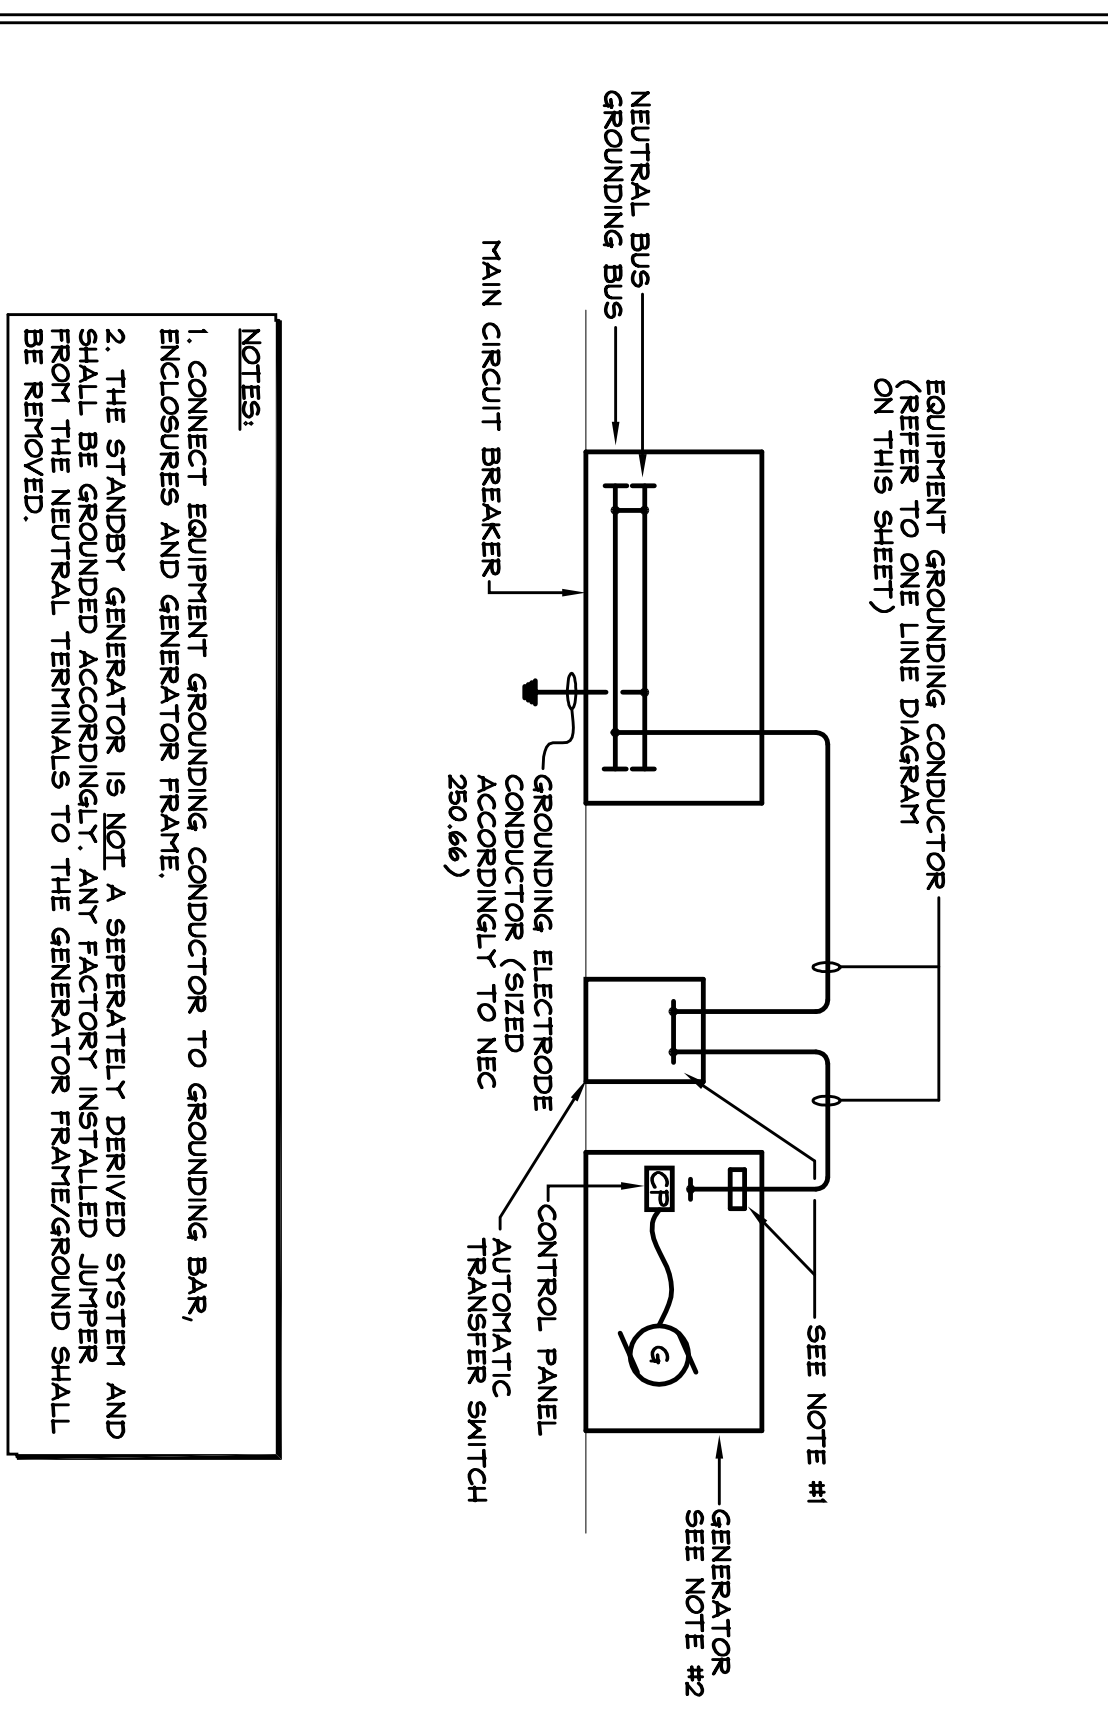 EQUIPMENT GROUNDING CONDUCTOR
(REFER TO ONE LINE DIAGRAM
ON THIS SHEET)
SEE NOTE #1
GENERATOR
SEE NOTE #2
NEUTRAL BUS
GROUNDING BUS
CP
G
MAIN CIRCUIT BREAKER
GROUNDING ELECTRODE
CONDUCTOR (SIZED
ACCORDINGLY TO NEC
250.66)
CONTROL PANEL
AUTOMATIC
TRANSFER SWITCH
NOTES:
1. CONNECT EQUIPMENT GROUNDING CONDUCTOR TO GROUNDING BAR,
ENCLOSURES AND GENERATOR FRAME.
2. THE STANDBY GENERATOR IS NOT A SEPERATELY DERIVED SYSTEM AND
SHALL BE GROUNDED ACCORDINGLY. ANY FACTORY INSTALLED JUMPER
FROM THE NEUTRAL TERMINALS TO THE GENERATOR FRAME/GROUND SHALL
BE REMOVED.